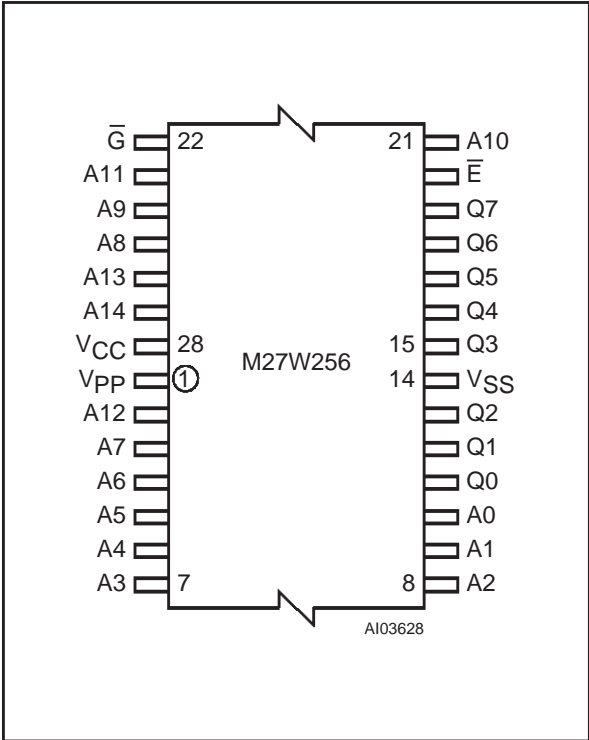 G̅ 22 21 A10
A11 E̅
A9 Q7
A8 Q6
A13 Q5
A14 Q4
VCC 28 15 Q3
M27W256
VPP 1 14 VSS
A12 Q2
A7 Q1
A6 Q0
A5 A0
A4 A1
A3 7 8 A2
AI03628